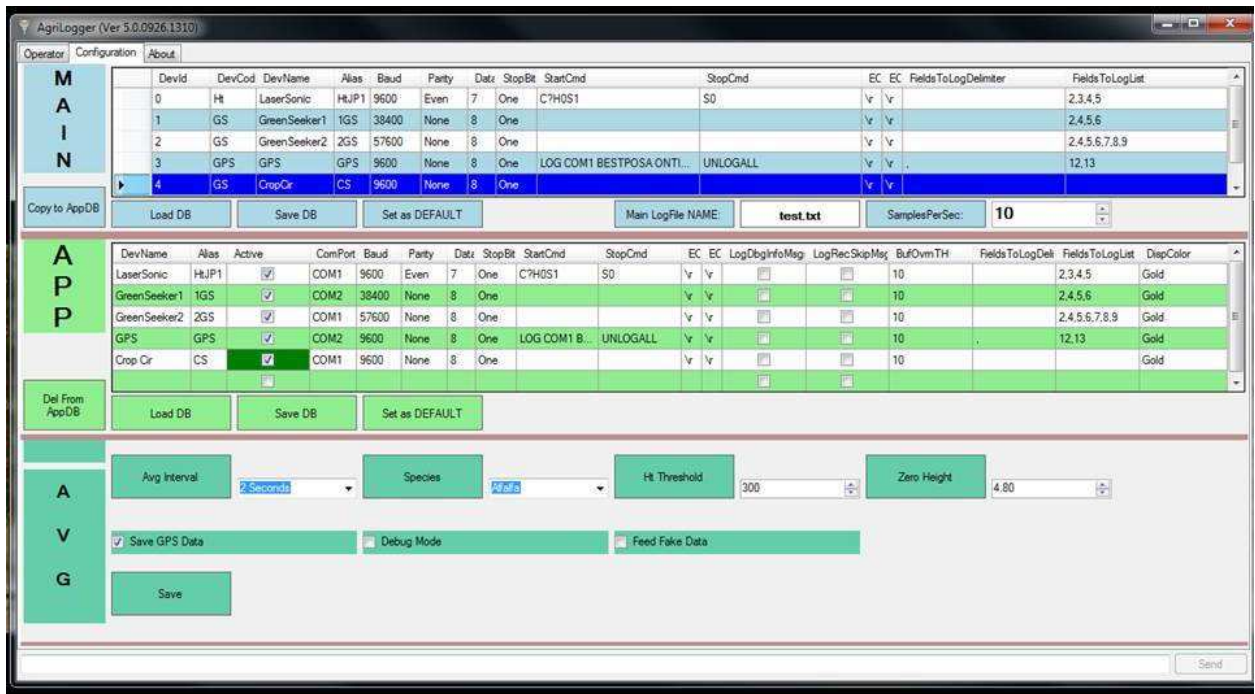 AgriLogger (Ver 5.0.0926.1310)
Operator Configuration About
MAIN
DevId DevCod DevName Alias Baud Parity Data StopBit StartCmd StopCmd EC EC FieldsToLogDelimiter FieldsToLogList
0 Ht LaserSonic HtJP1 9600 Even 7 One C?H0S1 S0 \r \r 2,3,4,5
1 GS GreenSeeker1 1GS 38400 None 8 One \r \r 2,4,5,6
2 GS GreenSeeker2 2GS 57600 None 8 One \r \r 2,4,5,6,7,8,9
3 GPS GPS GPS 9600 None 8 One LOG COM1 BESTPOSA ONTI... UNLOGALL \r \r , 12,13
4 GS CropCir CS 9600 None 8 One \r \r
Copy to AppDB Load DB Save DB Set as DEFAULT Main LogFile NAME: test.txt SamplesPerSec: 10
APP
DevName Alias Active ComPort Baud Parity Data StopBit StartCmd StopCmd EC EC LogDbgInfoMsg LogRecSkipMsg BufOvrnTH FieldsToLogDeli FieldsToLogList DispColor
LaserSonic HtJP1 COM1 9600 Even 7 One C?H0S1 S0 \r \r 10 2,3,4,5 Gold
GreenSeeker1 1GS COM2 38400 None 8 One \r \r 10 2,4,5,6 Gold
GreenSeeker2 2GS COM1 57600 None 8 One \r \r 10 2,4,5,6,7,8,9 Gold
GPS GPS COM2 9600 None 8 One LOG COM1 B... UNLOGALL \r \r 10 , 12,13 Gold
Crop Cir CS COM1 9600 None 8 One \r \r 10 Gold
Del From AppDB Load DB Save DB Set as DEFAULT
AVG
Avg Interval 2 Seconds Species Alfalfa Ht Threshold 300 Zero Height 4.80
Save GPS Data Debug Mode Feed Fake Data
Save
Send